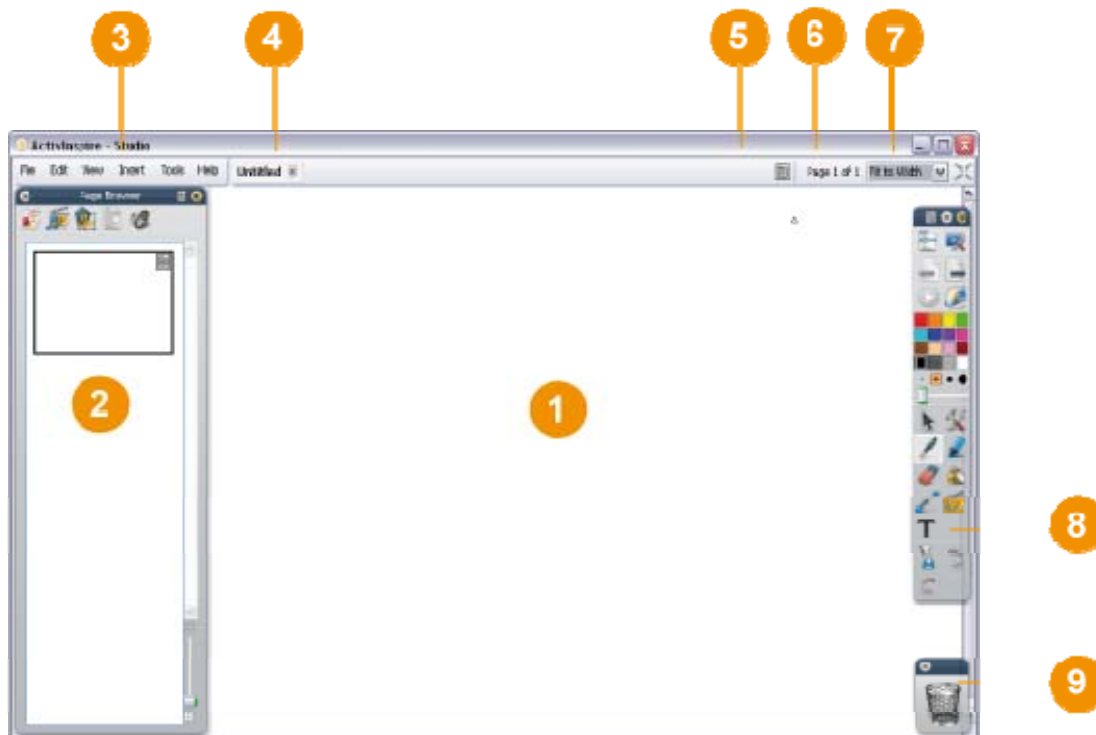 3 4 5 6 7
ActivInspire - Studio
File Edit View Insert Tools Help Untitled Page 1 of 1 Fit to Width
Page Browser
2 1
T 8
9